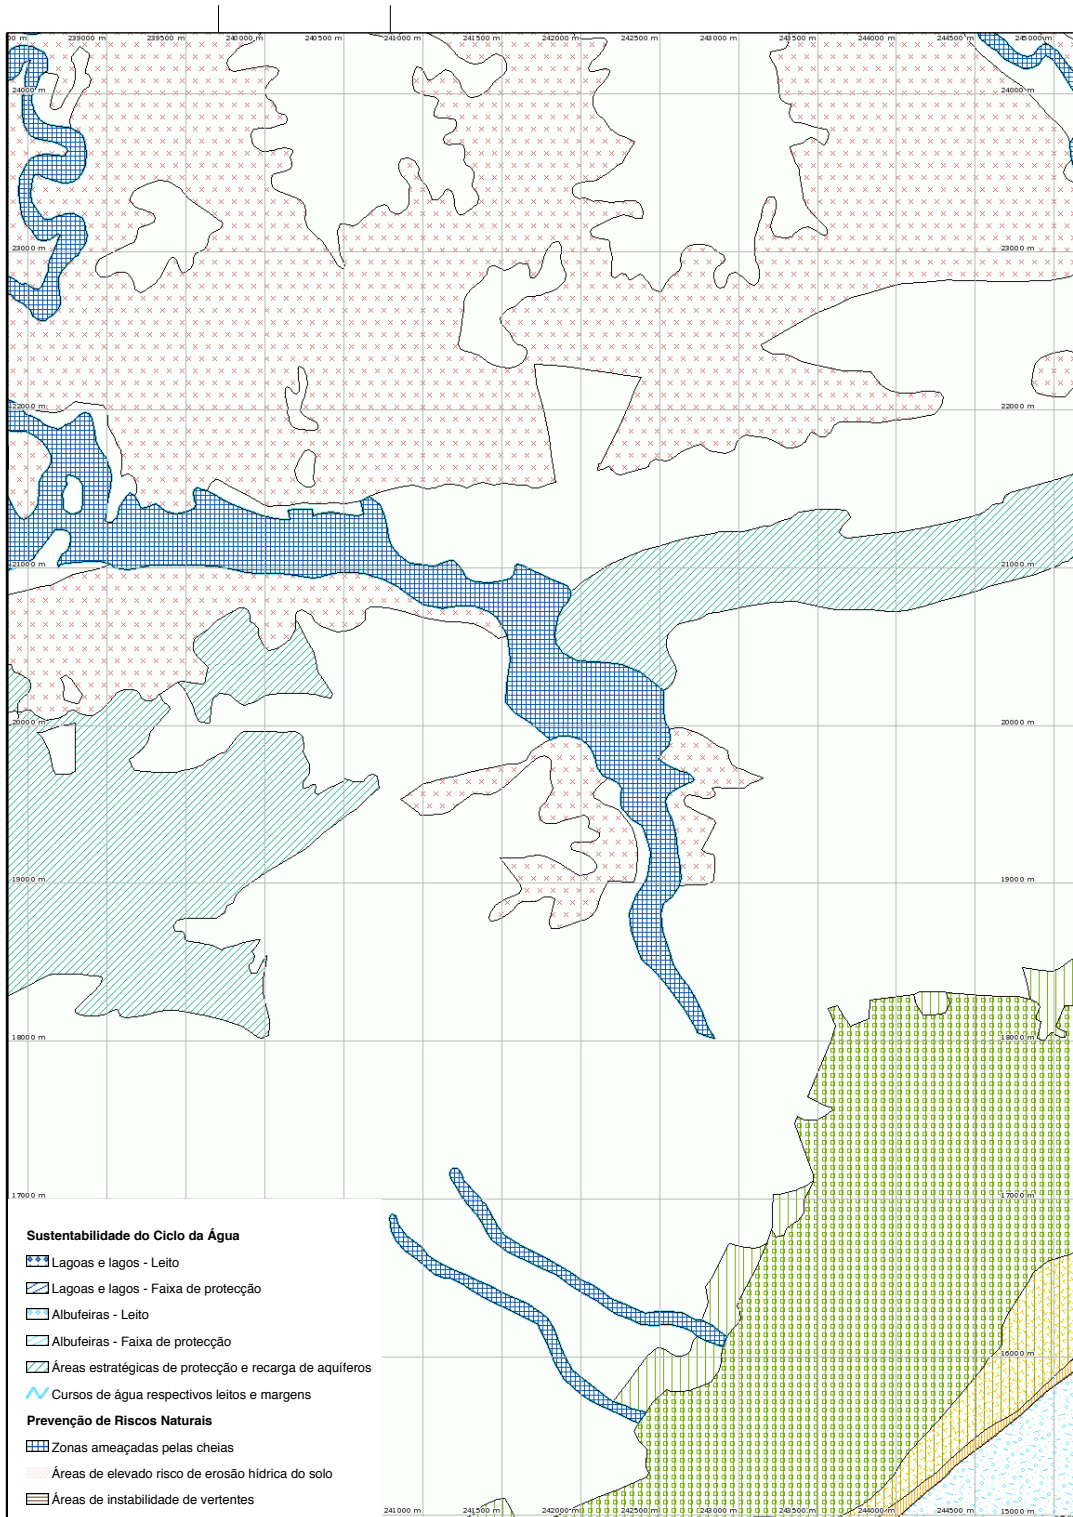 239000 m 239500 m 240000 m 240500 m 241000 m 241500 m 242000 m 242500 m 243000 m 243500 m 244000 m 244500 m 245000 m
24000 m 24000 m
23000 m 23000 m
22000 m 22000 m
21000 m 21000 m
20000 m 20000 m
19000 m 19000 m
18000 m 18000 m
17000 m 17000 m
Sustentabilidade do Ciclo da Água
Lagoas e lagos - Leito
Lagoas e lagos - Faixa de protecção
Albufeiras - Leito
Albufeiras - Faixa de protecção
16000 m
Áreas estratégicas de protecção e recarga de aquíferos
Cursos de água respectivos leitos e margens
Prevenção de Riscos Naturais
Zonas ameaçadas pelas cheias
Áreas de elevado risco de erosão hídrica do solo
Áreas de instabilidade de vertentes
241000 m 241500 m 242000 m 242500 m 243000 m 243500 m 244000 m 244500 m 15000 m